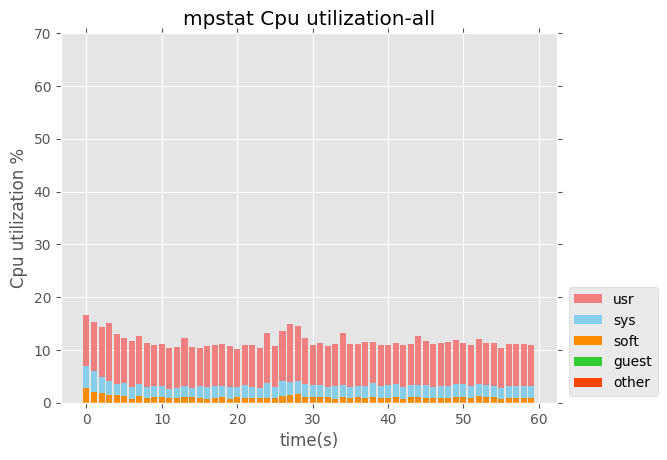 mpstat Cpu utilization-all
Cpu utilization %
70
60
50
40
30
20
10
0
0 10 20 30 40 50 60
time(s)
usr
sys
soft
guest
other